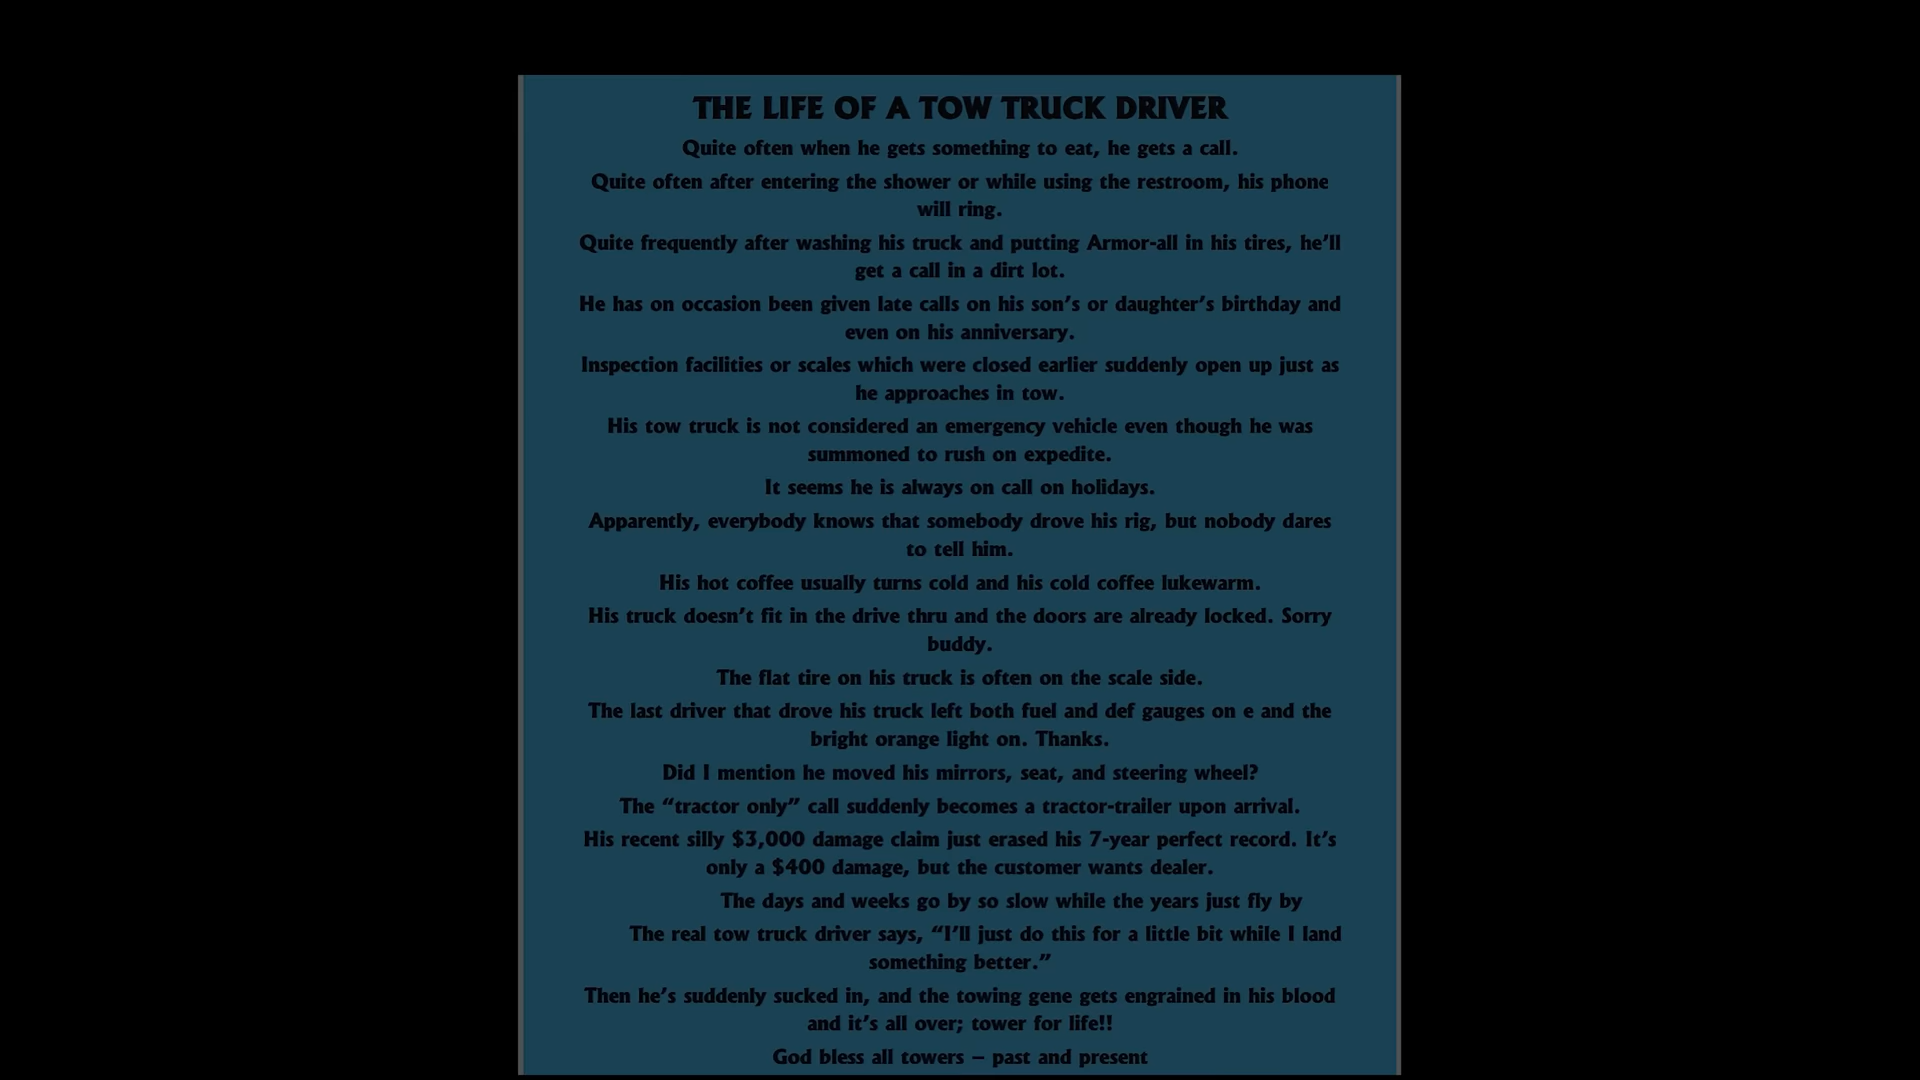 THE LIFE OF A TOW TRUCK DRIVER
Quite often when he gets something to eat, he gets a call.
Quite often after entering the shower or while using the restroom, his phone
will ring.
Quite frequently after washing his truck and putting Armor-all in his tires, he’ll
get a call in a dirt lot.
He has on occasion been given late calls on his son’s or daughter’s birthday and
even on his anniversary.
Inspection facilities or scales which were closed earlier suddenly open up just as
he approaches in tow.
His tow truck is not considered an emergency vehicle even though he was
summoned to rush on expedite.
It seems he is always on call on holidays.
Apparently, everybody knows that somebody drove his rig, but nobody dares
to tell him.
His hot coffee usually turns cold and his cold coffee lukewarm.
His truck doesn’t fit in the drive thru and the doors are already locked. Sorry
buddy.
The flat tire on his truck is often on the scale side.
The last driver that drove his truck left both fuel and def gauges on e and the
bright orange light on. Thanks.
Did I mention he moved his mirrors, seat, and steering wheel?
The “tractor only” call suddenly becomes a tractor-trailer upon arrival.
His recent silly $3,000 damage claim just erased his 7-year perfect record. It’s
only a $400 damage, but the customer wants dealer.
The days and weeks go by so slow while the years just fly by
The real tow truck driver says, “I’ll just do this for a little bit while I land
something better.”
Then he’s suddenly sucked in, and the towing gene gets engrained in his blood
and it’s all over; tower for life!!
God bless all towers – past and present